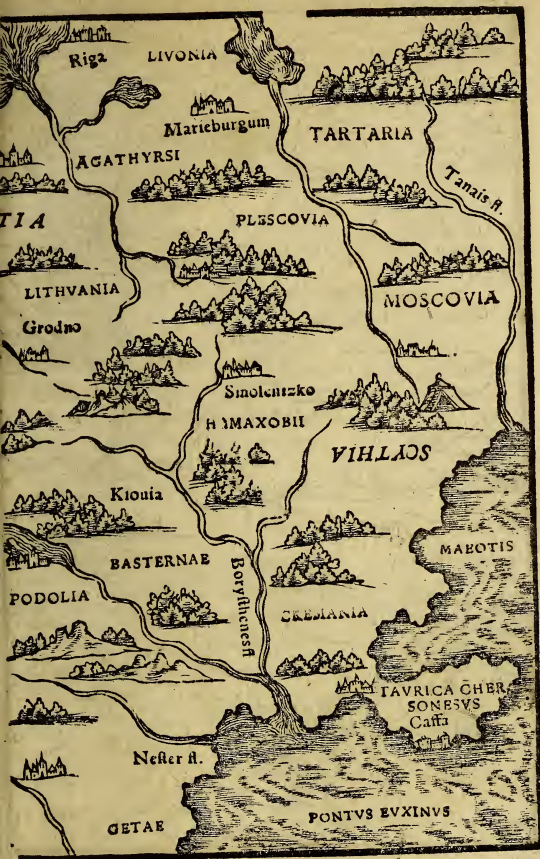 Riga
LIVONIA
Marieburgum
TARTARIA
AGATHYRSI
Tanais fl.
TIA
PLESCOVIA
LITHVANIA
MOSCOVIA
Grodno
Smolentzko
HAMAXOBII
SCYTHIA
Kiouia
MAEOTIS
BASTERNAE
Borysthenes fl
PODOLIA
TAVRICA CHER
SONESVS
Caffa
Nester fl.
PONTVS EVXINVS
GETAE